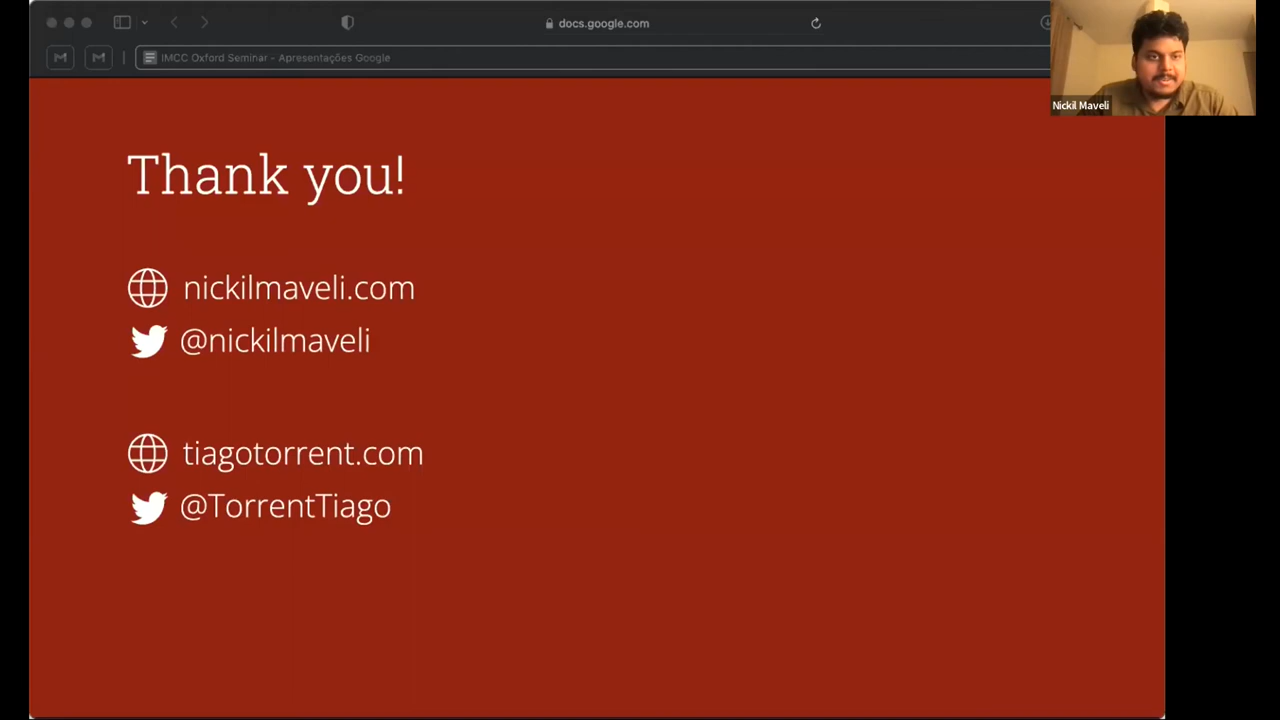 docs.google.com
IMCC Oxford Seminar - Apresentações Google
Nickil Maveli
Thank you!
nickilmaveli.com
@nickilmaveli
tiagotorrent.com
@TorrentTiago